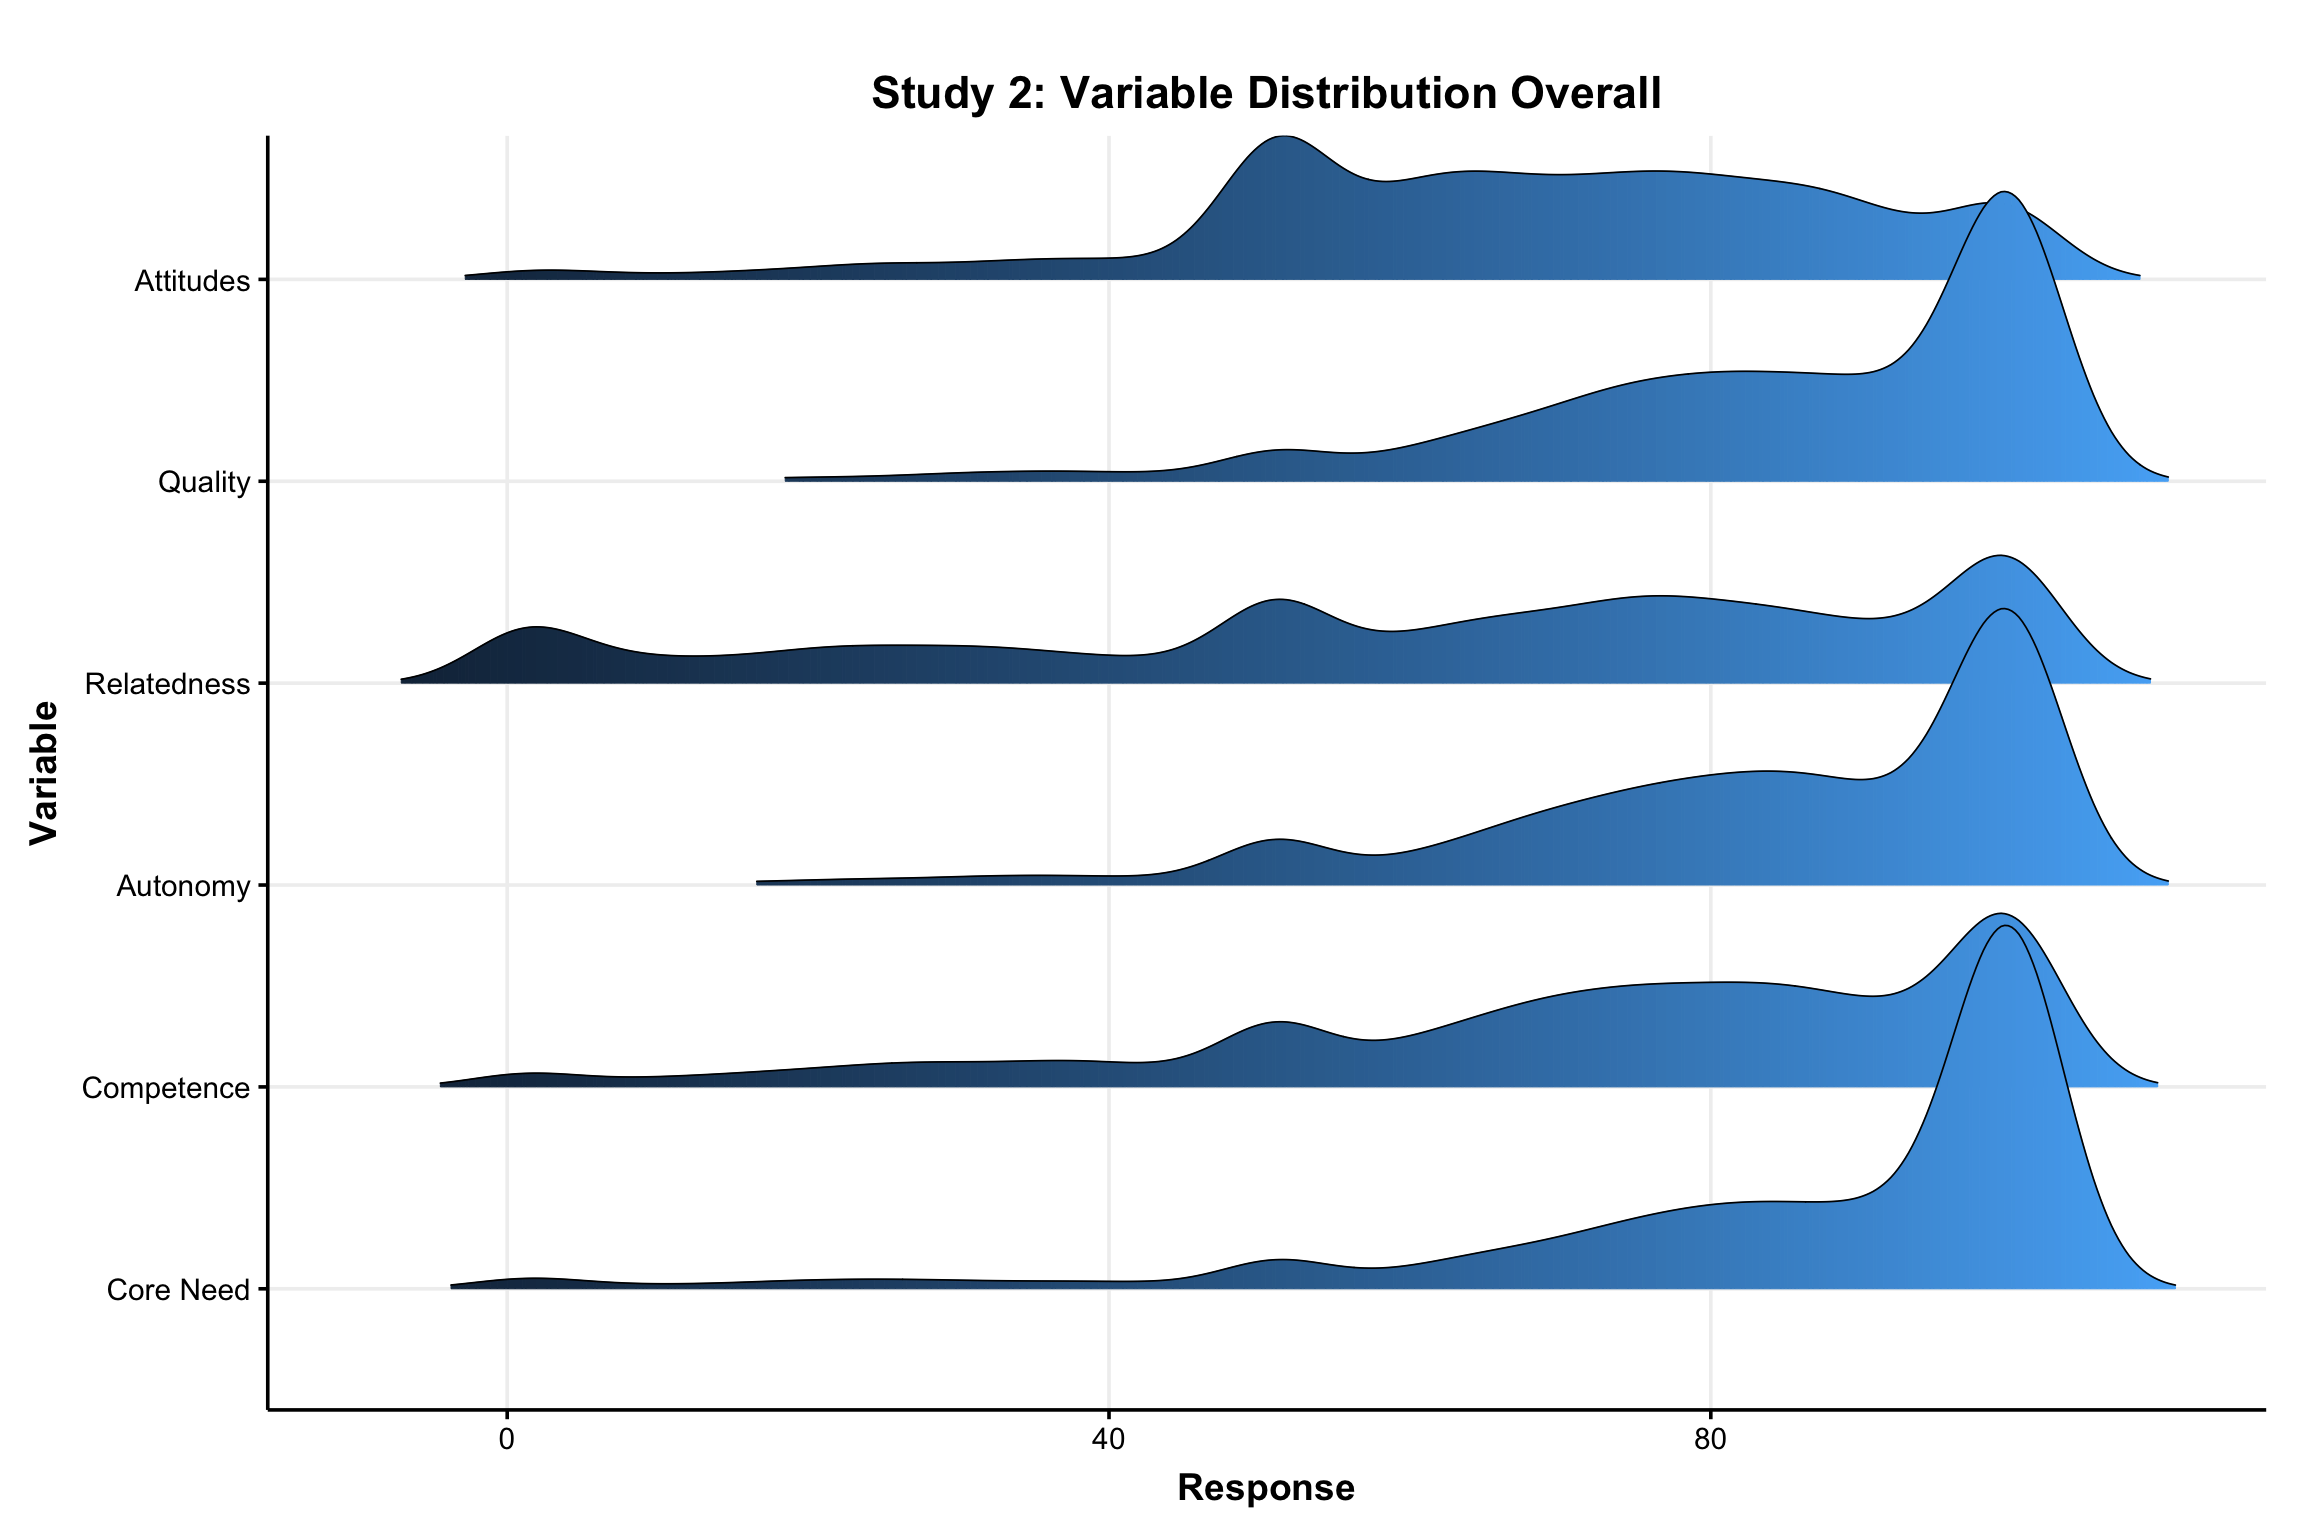 Study 2: Variable Distribution Overall
Attitudes
Quality
Relatedness
Autonomy
Competence
Core Need
Variable
0
40
80
Response